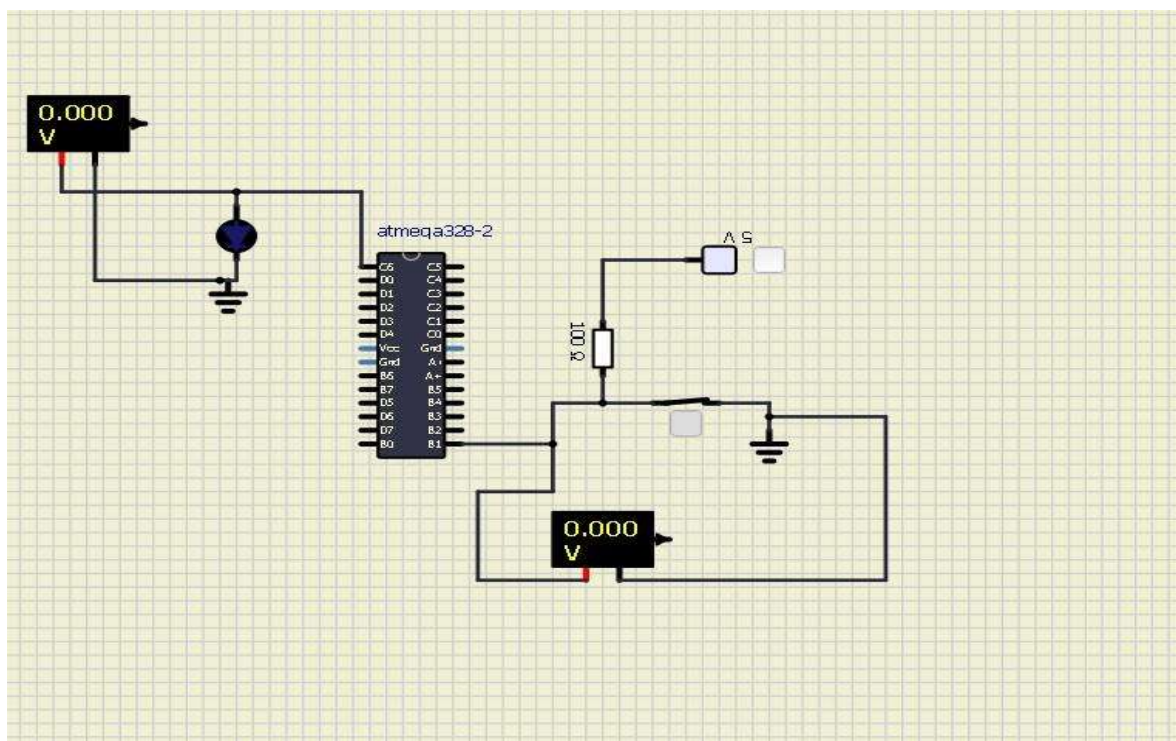 0.000
V
atmega328-2
5 V
C6 C5
D0 C4
D1 C3
D2 C2
D3 C1
D4 C0
Vcc Gnd
Gnd A+
B6 A+
B7 B5
D5 B4
D6 B3
D7 B2
B0 B1
100 Ω
0.000
V